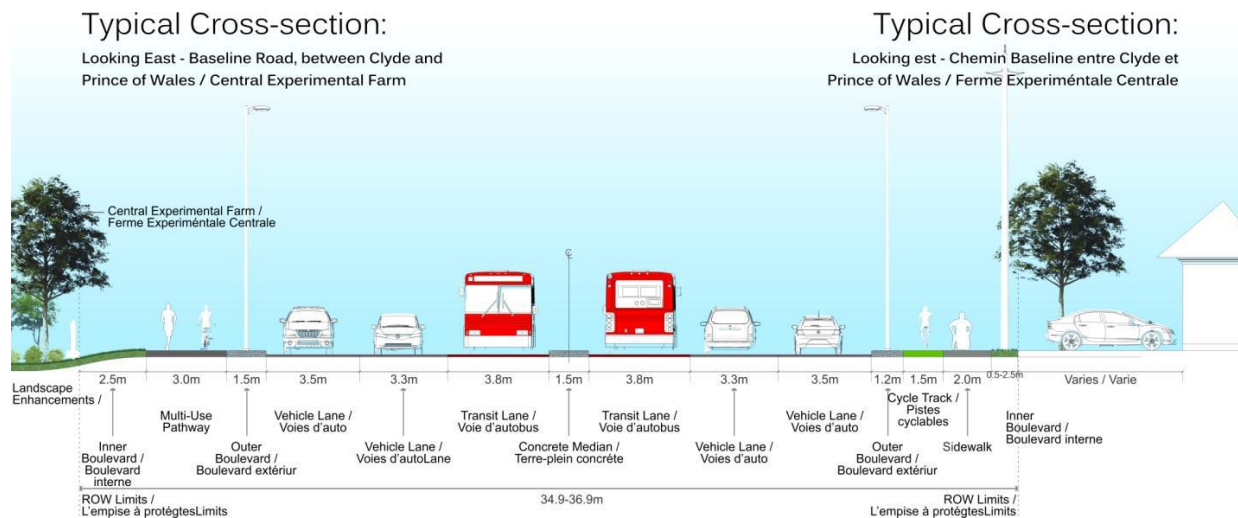 Typical Cross-section:
Looking East - Baseline Road, between Clyde and
Prince of Wales / Central Experimental Farm
Typical Cross-section:
Looking est - Chemin Baseline entre Clyde et
Prince of Wales / Ferme Expériméntale Centrale
Central Experimental Farm /
Ferme Expériméntale Centrale
℄
2.5m
3.0m
1.5m
3.5m
3.3m
3.8m
1.5m
3.8m
3.3m
3.5m
1.2m
1.5m
2.0m
0.5-2.5m
Varies / Varie
Landscape
Enhancements /
Inner
Boulevard /
Boulevard
interne
Multi-Use
Pathway
Outer
Boulevard /
Boulevard extériur
Vehicle Lane /
Voies d'auto
Vehicle Lane /
Voies d'autoLane
Transit Lane /
Voie d'autobus
Concrete Median /
Terre-plein concréte
Transit Lane /
Voie d'autobus
Vehicle Lane /
Voies d'auto
Vehicle Lane /
Voies d'auto
Outer
Boulevard /
Boulevard extériur
Cycle Track /
Pistes
cyclables
Sidewalk
Inner
Boulevard /
Boulevard interne
ROW Limits /
L'empise à protégtesLimits
34.9-36.9m
ROW Limits /
L'empise à protégtesLimits